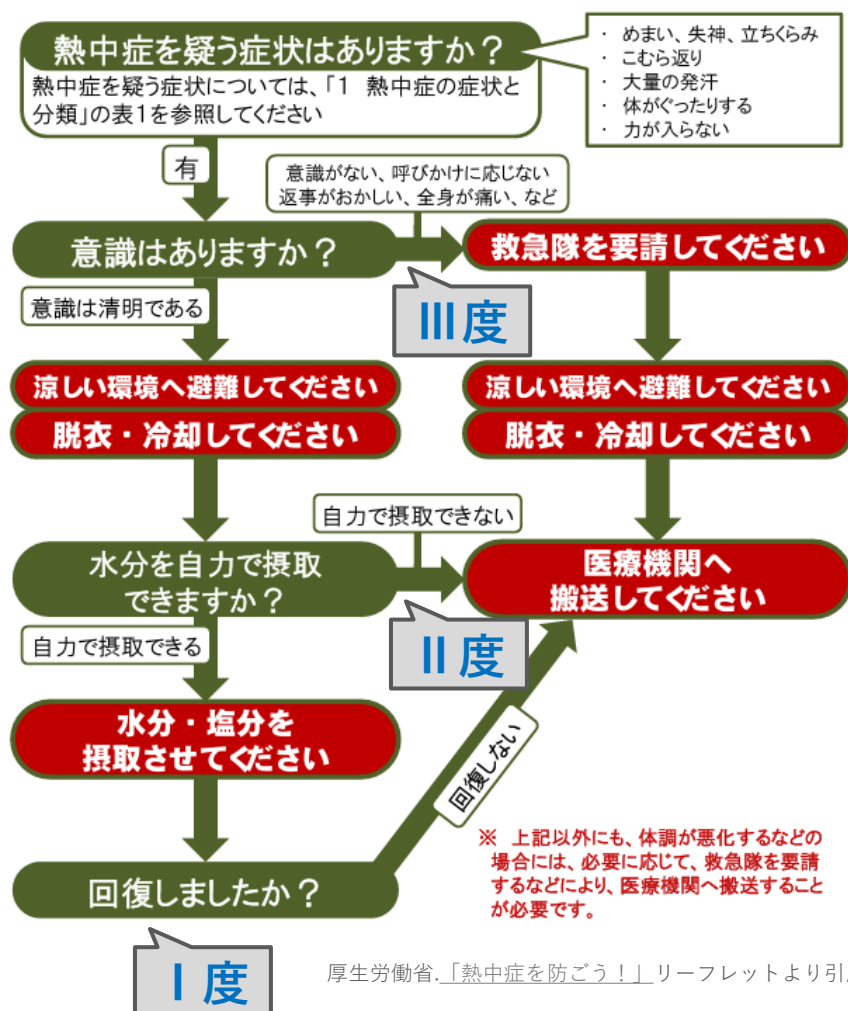 熱中症を疑う症状はありますか？
熱中症を疑う症状については、「1　熱中症の症状と
分類」の表1を参照してください
・ めまい、失神、立ちくらみ
・ こむら返り
・ 大量の発汗
・ 体がぐったりする
・ 力が入らない
有
意識がない、呼びかけに応じない
返事がおかしい、全身が痛い、など
意識はありますか？
救急隊を要請してください
III度
意識は清明である
涼しい環境へ避難してください
脱衣・冷却してください
涼しい環境へ避難してください
脱衣・冷却してください
自力で摂取できない
水分を自力で摂取
できますか？
医療機関へ
搬送してください
II度
自力で摂取できる
水分・塩分を
摂取させてください
回復しない
※ 上記以外にも、体調が悪化するなどの
場合には、必要に応じて、救急隊を要請
するなどにより、医療機関へ搬送すること
が必要です。
回復しましたか？
I度
厚生労働省.「熱中症を防ごう！」リーフレットより引